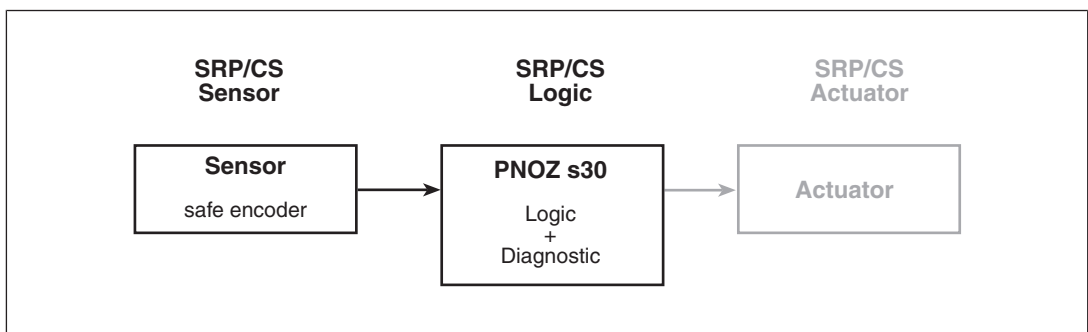 SRP/CS
Sensor
SRP/CS
Logic
SRP/CS
Actuator
Sensor
safe encoder
PNOZ s30
Logic
+
Diagnostic
Actuator